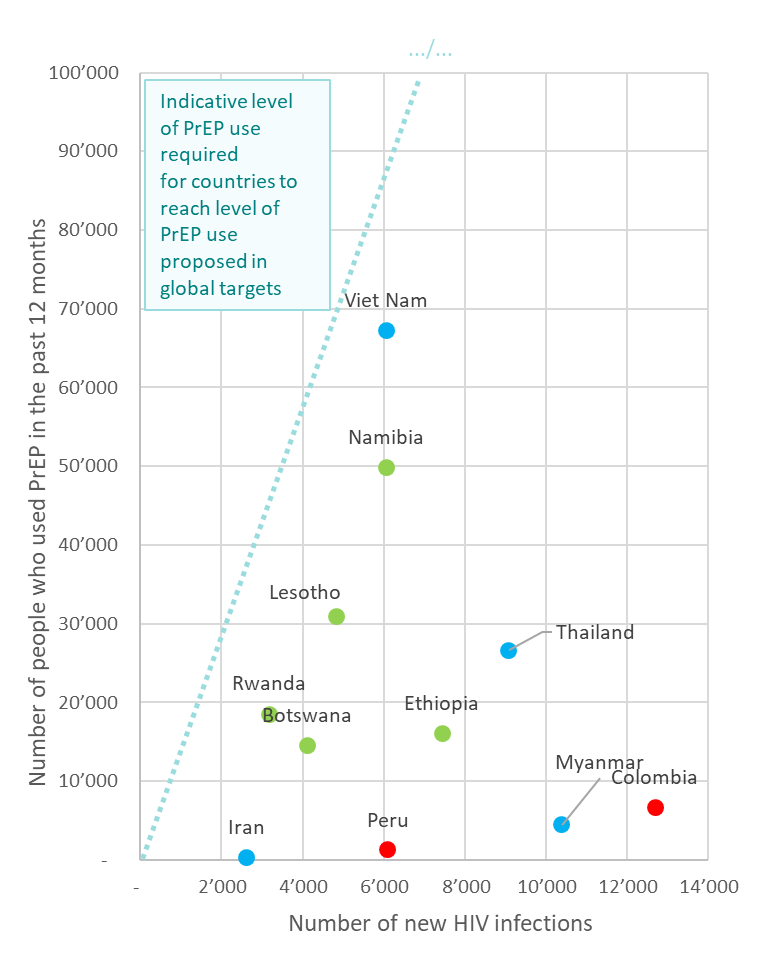 .../...
100’000
90’000
80’000
70’000
60’000
50’000
40’000
30’000
20’000
10’000
-
Number of people who used PrEP in the past 12 months
Indicative level
of PrEP use
required
for countries to
reach level of
PrEP use
proposed in
global targets
Viet Nam
Namibia
Lesotho
Thailand
Rwanda
Botswana
Ethiopia
Myanmar
Colombia
Peru
Iran
- 2’000 4’000 6’000 8’000 10’000 12’000 14’000
Number of new HIV infections